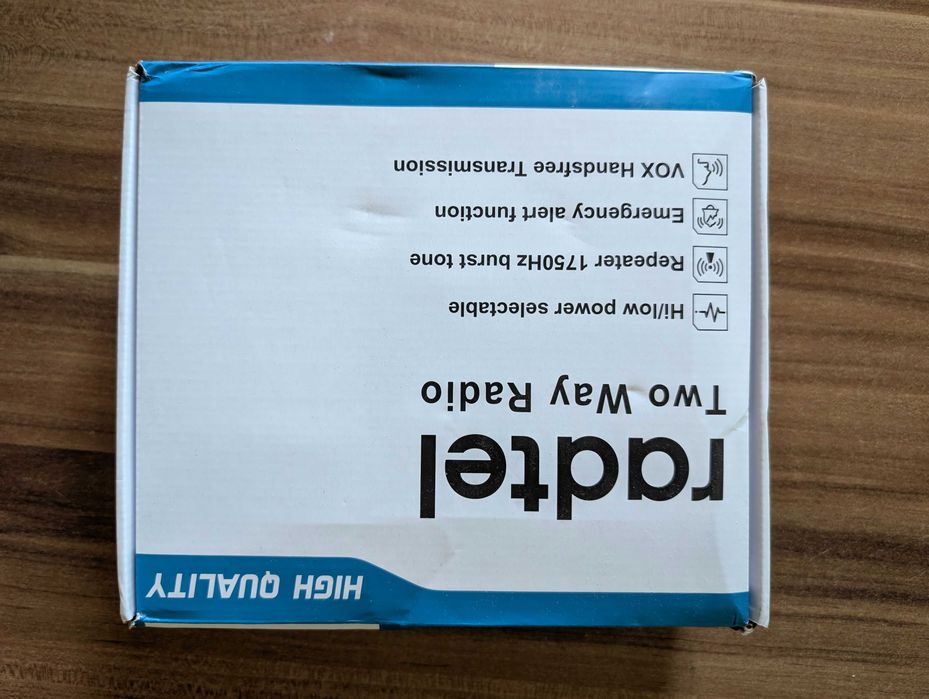 HIGH QUALITY
radtel
Two Way Radio
Hi/low power selectable
Repeater 1750Hz burst tone
Emergency alert function
VOX Handsfree Transmission